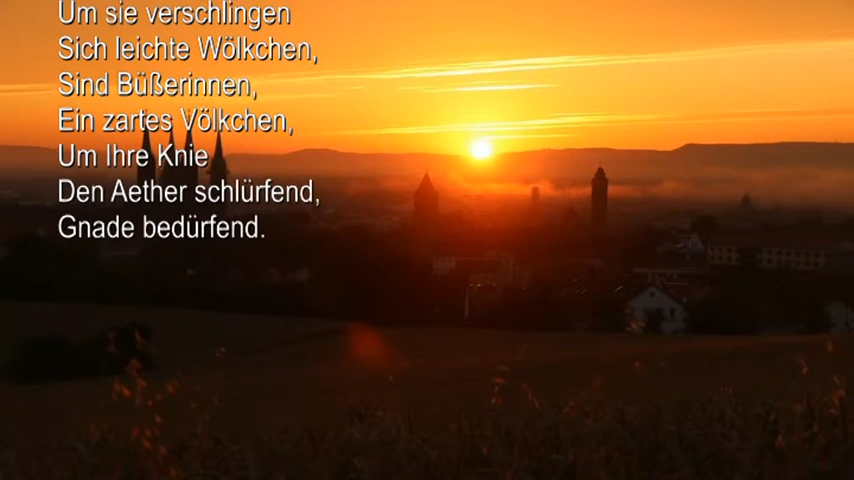 Um sie verschlingen
Sich leichte Wölkchen,
Sind Büßerinnen,
Ein zartes Völkchen,
Um Ihre Knie
Den Aether schlürfend,
Gnade bedürfend.